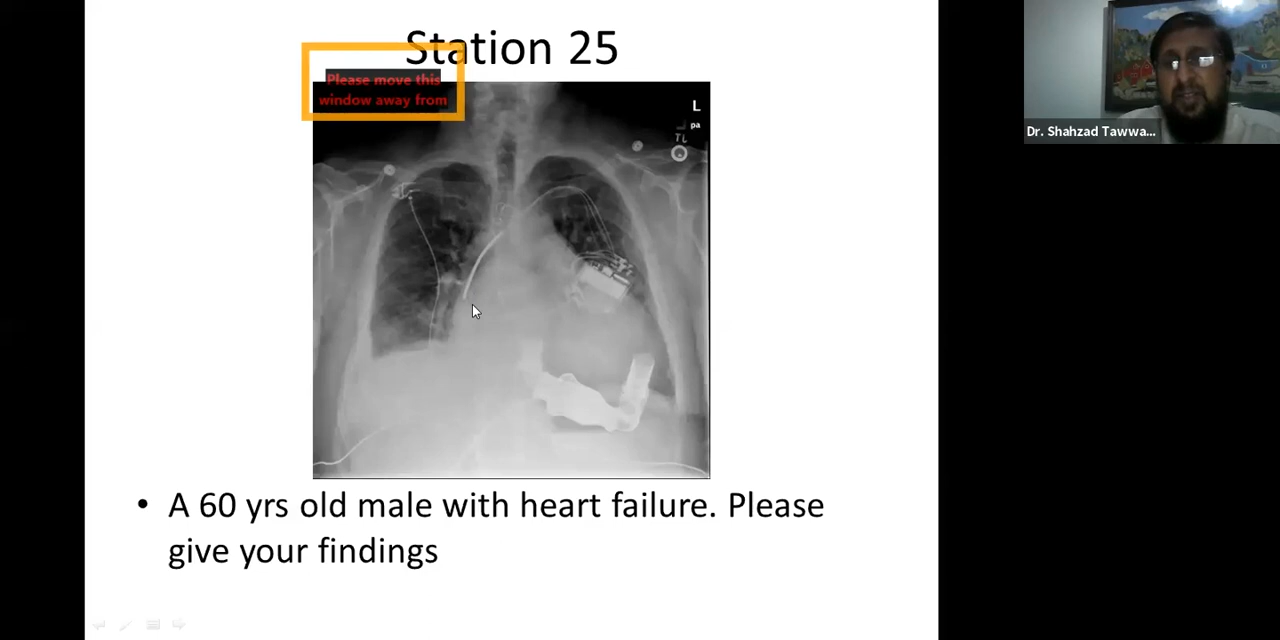 Station 25
Please move this
window away from
L
pa
TL
Dr. Shahzad Tawwa...
• A 60 yrs old male with heart failure. Please
give your findings